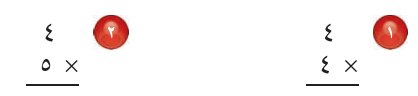 ١ ٤
× ٤
٢ ٤
× ٥